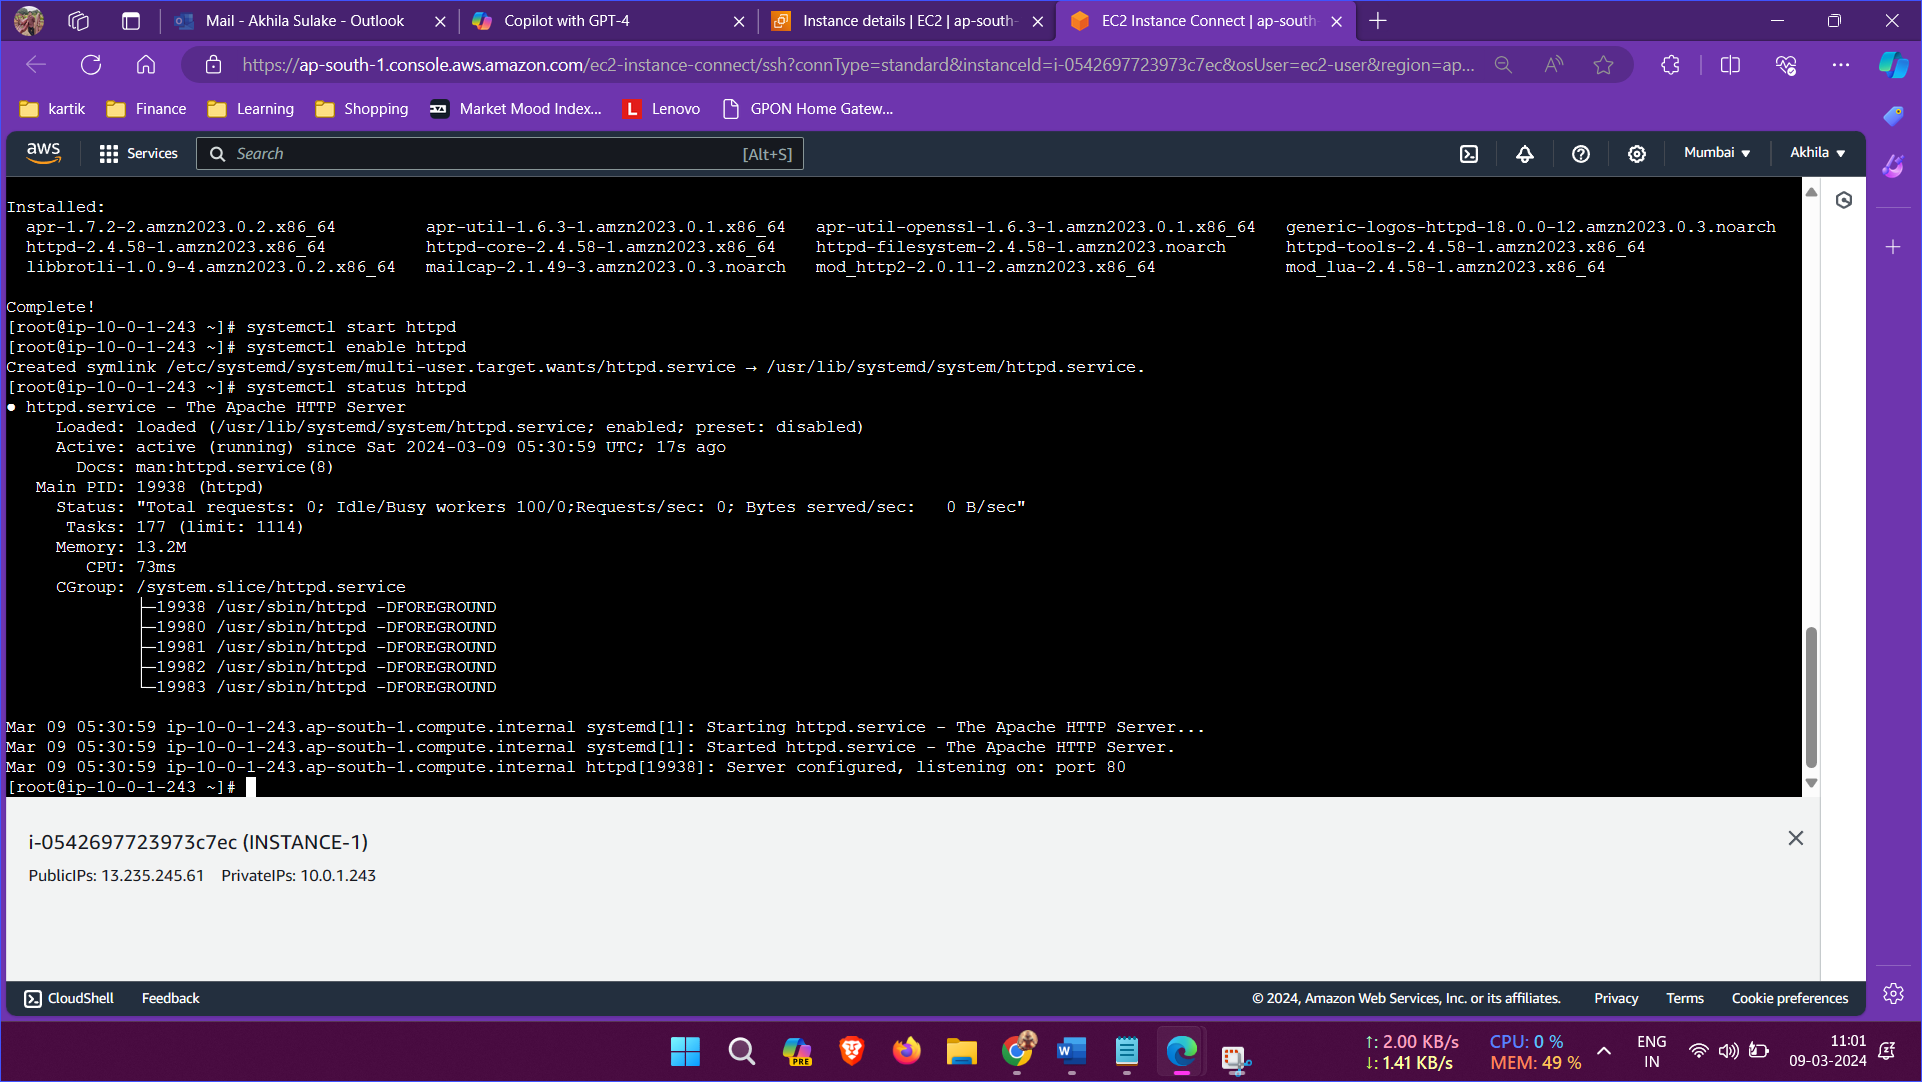 Mail - Akhila Sulake - Outlook
Copilot with GPT-4
Instance details | EC2 | ap-south-
EC2 Instance Connect | ap-south
https://ap-south-1.console.aws.amazon.com/ec2-instance-connect/ssh?connType=standard&instanceId=i-0542697723973c7ec&osUser=ec2-user&region=ap...
kartik
Finance
Learning
Shopping
Market Mood Index...
L Lenovo
GPON Home Gatew...
aws
Services
Search
[Alt+S]
Mumbai
Akhila
Installed:
apr-1.7.2-2.amzn2023.0.2.x86_64 apr-util-1.6.3-1.amzn2023.0.1.x86_64 apr-util-openssl-1.6.3-1.amzn2023.0.1.x86_64 generic-logos-httpd-18.0.0-12.amzn2023.0.3.noarch
httpd-2.4.58-1.amzn2023.x86_64 httpd-core-2.4.58-1.amzn2023.x86_64 httpd-filesystem-2.4.58-1.amzn2023.noarch httpd-tools-2.4.58-1.amzn2023.x86_64
libbrotli-1.0.9-4.amzn2023.0.2.x86_64 mailcap-2.1.49-3.amzn2023.0.3.noarch mod_http2-2.0.11-2.amzn2023.x86_64 mod_lua-2.4.58-1.amzn2023.x86_64
Complete!
[root@ip-10-0-1-243 ~]# systemctl start httpd
[root@ip-10-0-1-243 ~]# systemctl enable httpd
Created symlink /etc/systemd/system/multi-user.target.wants/httpd.service → /usr/lib/systemd/system/httpd.service.
[root@ip-10-0-1-243 ~]# systemctl status httpd
● httpd.service - The Apache HTTP Server
Loaded: loaded (/usr/lib/systemd/system/httpd.service; enabled; preset: disabled)
Active: active (running) since Sat 2024-03-09 05:30:59 UTC; 17s ago
Docs: man:httpd.service(8)
Main PID: 19938 (httpd)
Status: "Total requests: 0; Idle/Busy workers 100/0;Requests/sec: 0; Bytes served/sec:   0 B/sec"
Tasks: 177 (limit: 1114)
Memory: 13.2M
CPU: 73ms
CGroup: /system.slice/httpd.service
├─19938 /usr/sbin/httpd -DFOREGROUND
├─19980 /usr/sbin/httpd -DFOREGROUND
├─19981 /usr/sbin/httpd -DFOREGROUND
├─19982 /usr/sbin/httpd -DFOREGROUND
└─19983 /usr/sbin/httpd -DFOREGROUND
Mar 09 05:30:59 ip-10-0-1-243.ap-south-1.compute.internal systemd[1]: Starting httpd.service - The Apache HTTP Server...
Mar 09 05:30:59 ip-10-0-1-243.ap-south-1.compute.internal systemd[1]: Started httpd.service - The Apache HTTP Server.
Mar 09 05:30:59 ip-10-0-1-243.ap-south-1.compute.internal httpd[19938]: Server configured, listening on: port 80
[root@ip-10-0-1-243 ~]#
i-0542697723973c7ec (INSTANCE-1)
PublicIPs: 13.235.245.61 PrivateIPs: 10.0.1.243
CloudShell
Feedback
© 2024, Amazon Web Services, Inc. or its affiliates.
Privacy
Terms
Cookie preferences
PRE
↑: 2.00 KB/s
↓: 1.41 KB/s
CPU: 0 %
MEM: 49 %
ENG
IN
11:01
09-03-2024